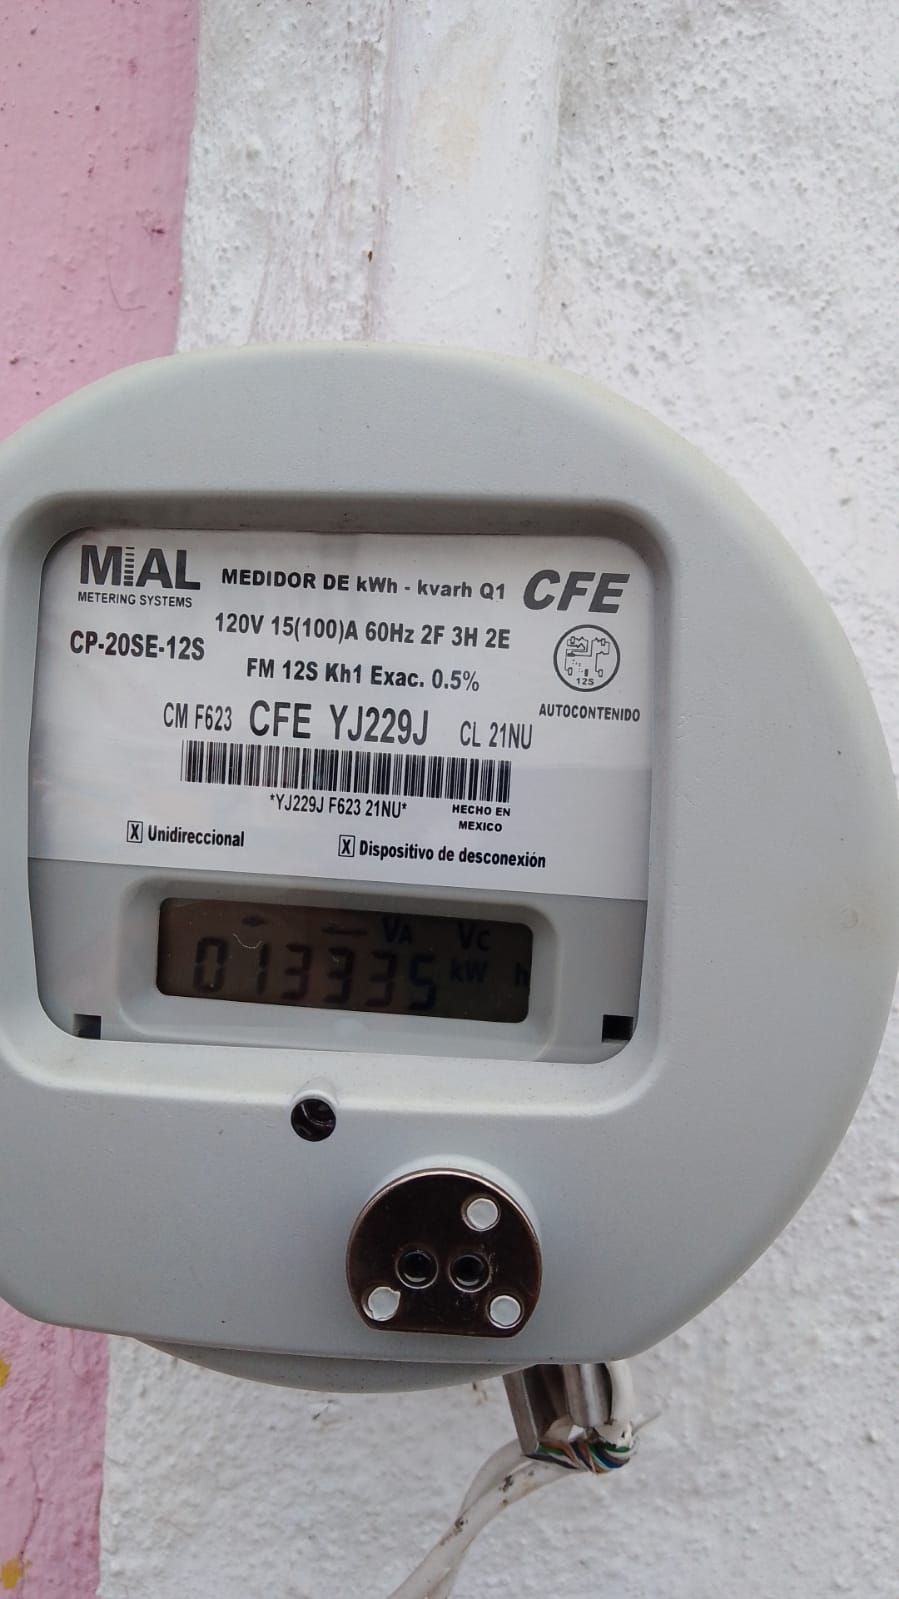 MIAL
METERING SYSTEMS
MEDIDOR DE kWh - kvarh Q1
CFE
CP-20SE-12S
120V 15(100)A 60Hz 2F 3H 2E
FM 12S Kh1 Exac. 0.5%
12S
AUTOCONTENIDO
CM F623 CFE YJ229J CL 21NU
*YJ229J F623 21NU*
HECHO EN
MEXICO
X Unidireccional
X Dispositivo de desconexión
VA VC
013335 kW h